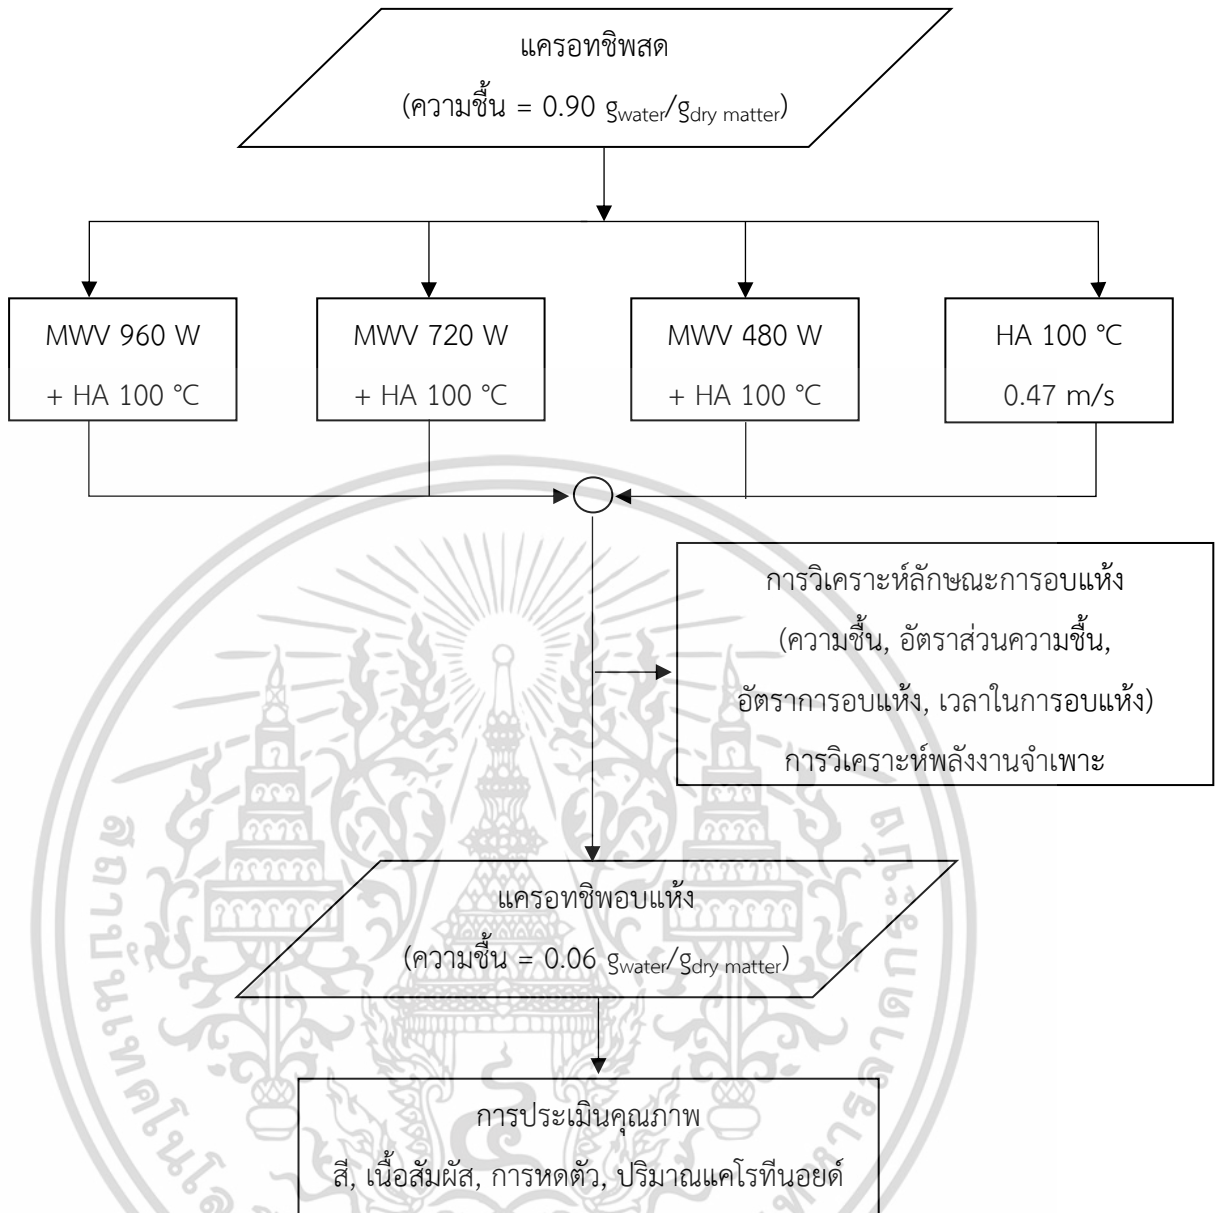 แครอทชิพสด
(ความชื้น = 0.90 gwater/gdry matter)
MWV 960 W
+ HA 100 °C
MWV 720 W
+ HA 100 °C
MWV 480 W
+ HA 100 °C
HA 100 °C
0.47 m/s
การวิเคราะห์ลักษณะการอบแห้ง
(ความชื้น, อัตราส่วนความชื้น,
อัตราการอบแห้ง, เวลาในการอบแห้ง)
การวิเคราะห์พลังงานจำเพาะ
แครอทชิพอบแห้ง
(ความชื้น = 0.06 gwater/gdry matter)
การประเมินคุณภาพ
สี, เนื้อสัมผัส, การหดตัว, ปริมาณแคโรทีนอยด์